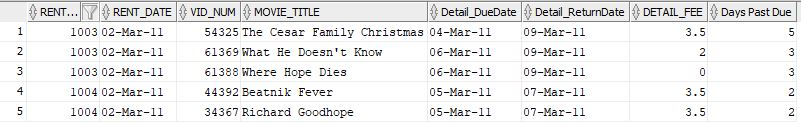 RENT... RENT_DATE VID_NUM MOVIE_TITLE Detail_DueDate Detail_ReturnDate DETAIL_FEE Days Past Due
1 1003 02-Mar-11 54325 The Cesar Family Christmas 04-Mar-11 09-Mar-11 3.5 5
2 1003 02-Mar-11 61369 What He Doesn't Know 06-Mar-11 09-Mar-11 2 3
3 1003 02-Mar-11 61388 Where Hope Dies 06-Mar-11 09-Mar-11 0 3
4 1004 02-Mar-11 44392 Beatnik Fever 05-Mar-11 07-Mar-11 3.5 2
5 1004 02-Mar-11 34367 Richard Goodhope 05-Mar-11 07-Mar-11 3.5 2